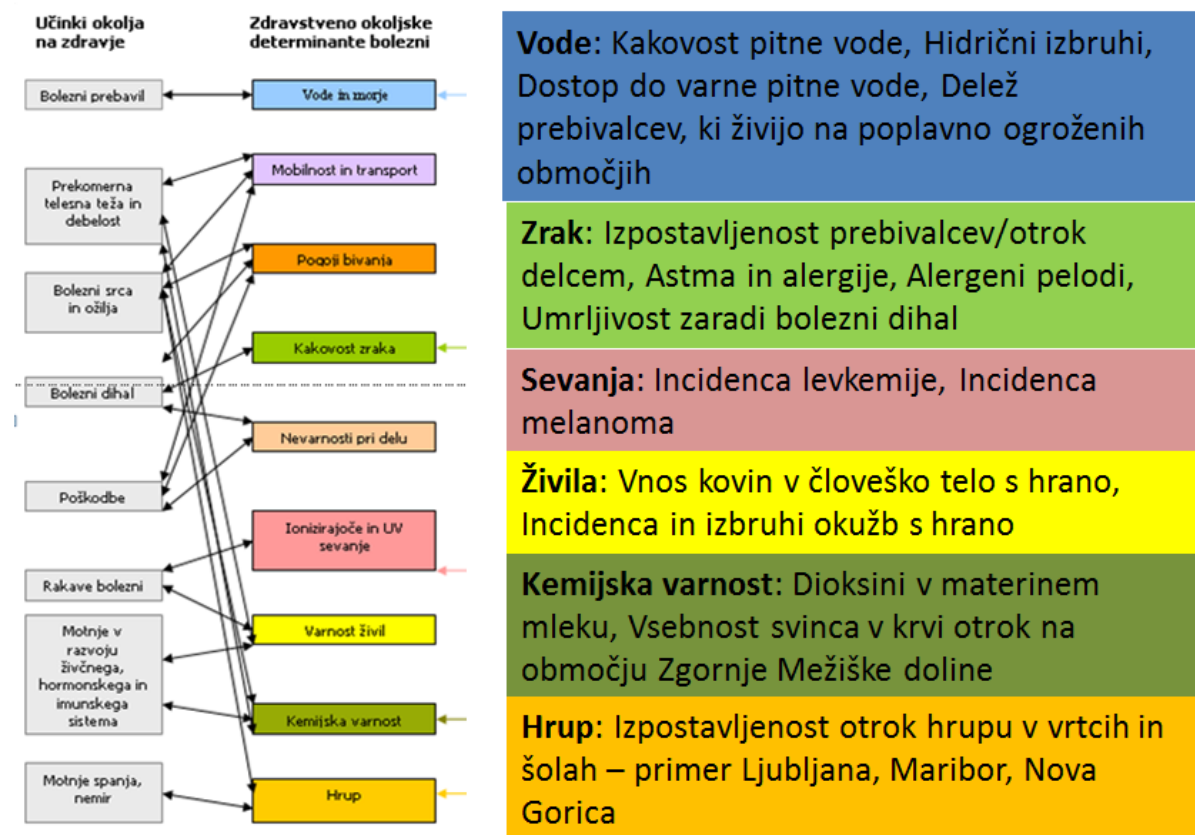 Učinki okolja
na zdravje
Zdravstveno okoljske
determinante bolezni
Bolezni prebavil
Prekomerna
telesna teža in
debelost
Bolezni srca
in ožilja
Bolezni dihal
Poškodbe
Rakave bolezni
Motnje v
razvoju
živčnega,
hormonskega in
imunskega
sistema
Motnje spanja,
nemir
Vode in morje
Mobilnost in transport
Pogoji bivanja
Kakovost zraka
Nevarnosti pri delu
Ionizirajoče in UV
sevanje
Varnost živil
Kemijska varnost
Hrup
Vode: Kakovost pitne vode, Hidrični izbruhi,
Dostop do varne pitne vode, Delež
prebivalcev, ki živijo na poplavno ogroženih
območjih
Zrak: Izpostavljenost prebivalcev/otrok
delcem, Astma in alergije, Alergeni pelodi,
Umrljivost zaradi bolezni dihal
Sevanja: Incidenca levkemije, Incidenca
melanoma
Živila: Vnos kovin v človeško telo s hrano,
Incidenca in izbruhi okužb s hrano
Kemijska varnost: Dioksini v materinem
mleku, Vsebnost svinca v krvi otrok na
območju Zgornje Mežiške doline
Hrup: Izpostavljenost otrok hrupu v vrtcih in
šolah – primer Ljubljana, Maribor, Nova
Gorica